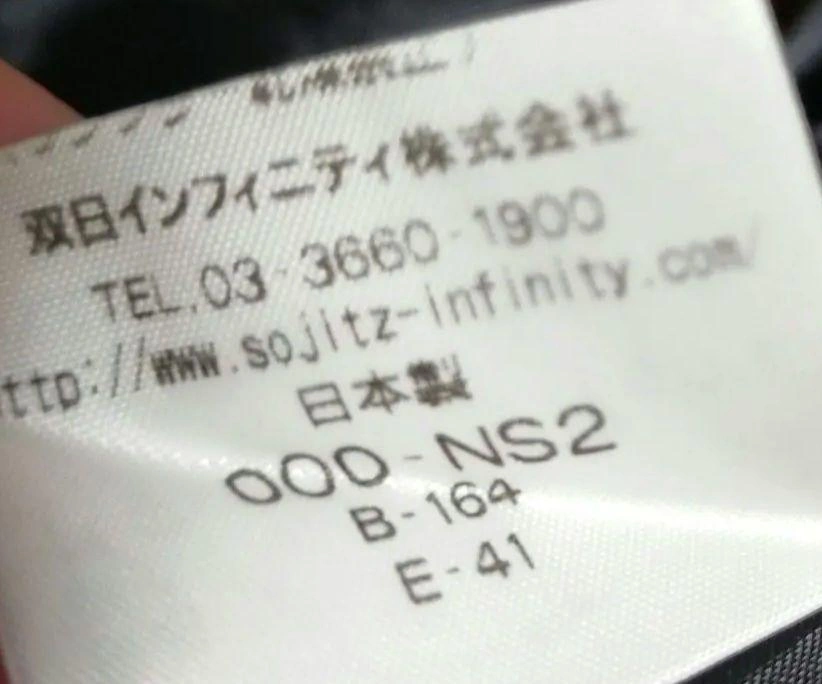 双日インフィニティ株式会社
TEL.03-3660-1900
ttp://www.sojitz-infinity.com/
日本製
000-NS2
B-164
E-41